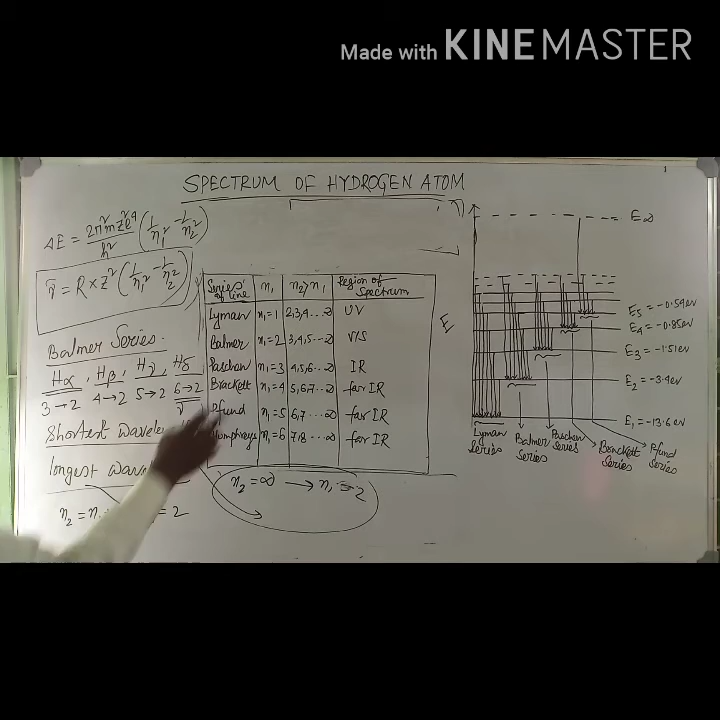 Made with KINEMASTER
SPECTRUM OF HYDROGEN ATOM
ΔE = 2π²mz²e⁴/h² (1/n₁² - 1/n₂²)
ν̄ = R × Z² (1/n₁² - 1/n₂²)
Balmer Series.
Hα, Hβ, Hγ, Hδ
3→2 4→2 5→2 6→2
ν̄
Shortest
longest
n₂ = = 2
Series of line n₁ n₂>n₁ Region of Spectrum
Lyman n₁=1 2,3,4...∞ UV
Balmer n₁=2 3,4,5...∞ VIS
Paschen n₁=3 4,5,6...∞ IR
Brackett n₁=4 5,6,7...∞ far IR
Pfund n₁=5 6,7...∞ far IR
Humphreys n₁=6 7,8...∞ far IR
n₂ = ∞ → n₁ = 2
E
E∞
E₅ = -0.54ev
E₄ = -0.85ev
E₃ = -1.51ev
E₂ = -3.4ev
E₁ = -13.6ev
Lyman Series
Balmer Series
Paschen Series
Brackett Series
Pfund Series